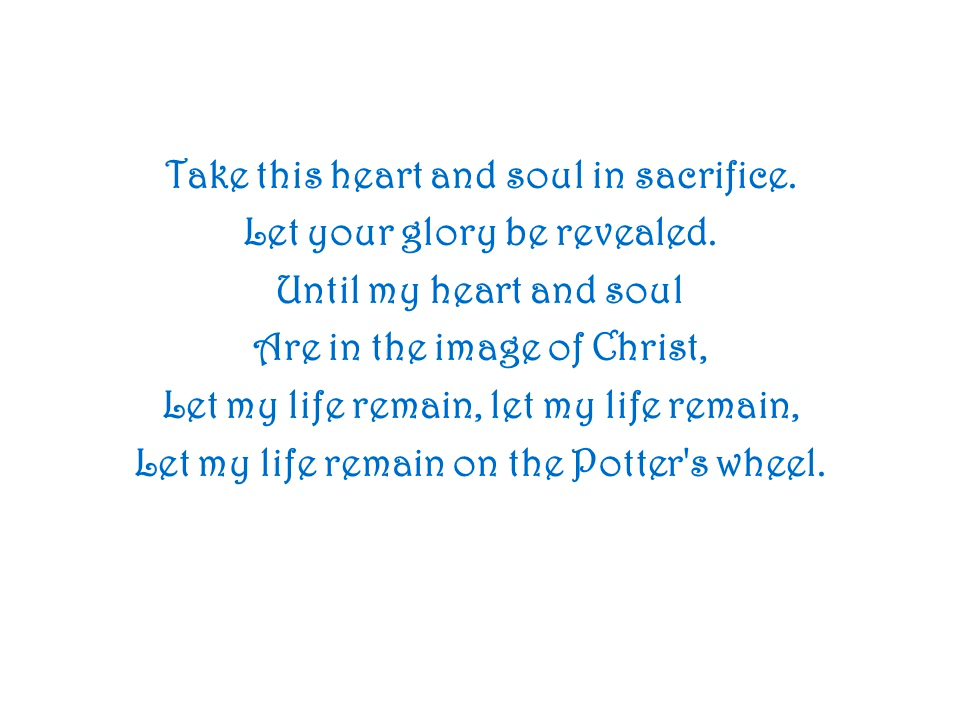 Take this heart and soul in sacrifice.
Let your glory be revealed.
Until my heart and soul
Are in the image of Christ,
Let my life remain, let my life remain,
Let my life remain on the Potter's wheel.